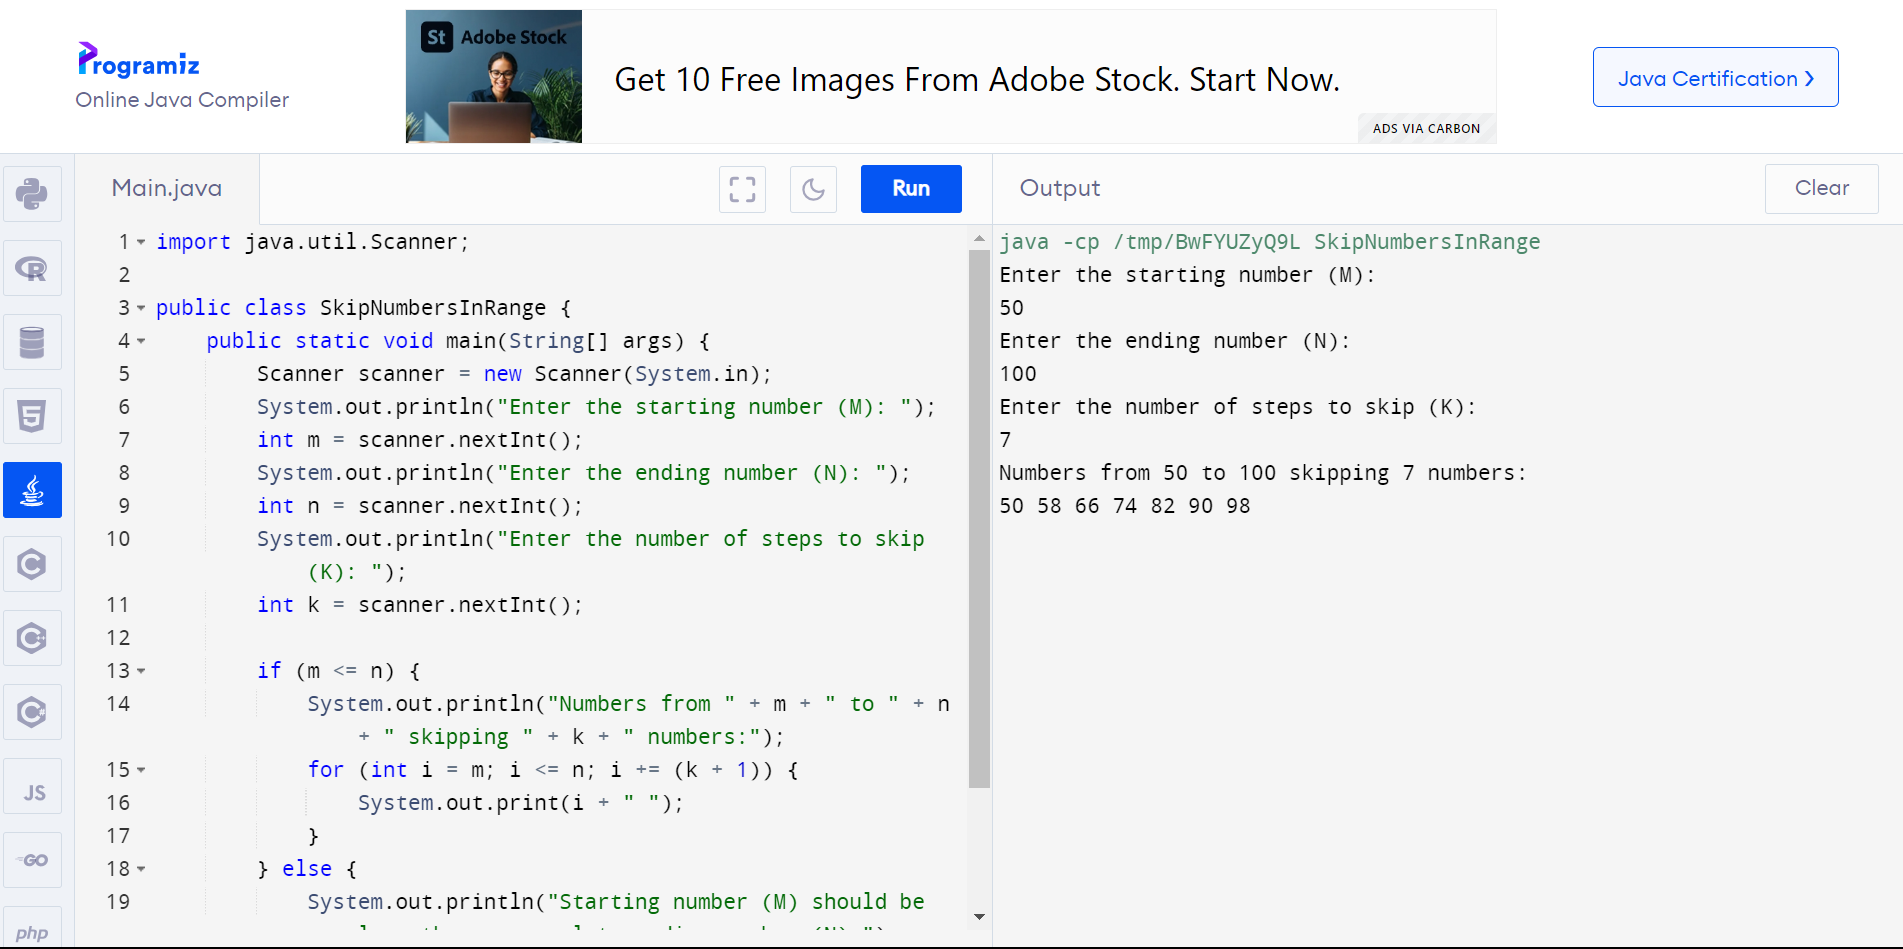 St Adobe Stock
Get 10 Free Images From Adobe Stock. Start Now.
ADS VIA CARBON
Programiz
Online Java Compiler
Java Certification
Main.java
Run
Output
Clear
1 import java.util.Scanner;
2
3 public class SkipNumbersInRange {
4 public static void main(String[] args) {
5 Scanner scanner = new Scanner(System.in);
6 System.out.println("Enter the starting number (M): ");
7 int m = scanner.nextInt();
8 System.out.println("Enter the ending number (N): ");
9 int n = scanner.nextInt();
10 System.out.println("Enter the number of steps to skip
(K): ");
11 int k = scanner.nextInt();
12
13 if (m <= n) {
14 System.out.println("Numbers from " + m + " to " + n
+ " skipping " + k + " numbers:");
15 for (int i = m; i <= n; i += (k + 1)) {
16 System.out.print(i + " ");
17 }
18 } else {
19 System.out.println("Starting number (M) should be
java -cp /tmp/BwFYUZyQ9L SkipNumbersInRange
Enter the starting number (M):
50
Enter the ending number (N):
100
Enter the number of steps to skip (K):
7
Numbers from 50 to 100 skipping 7 numbers:
50 58 66 74 82 90 98
R
5
C
C++
C#
JS
GO
php